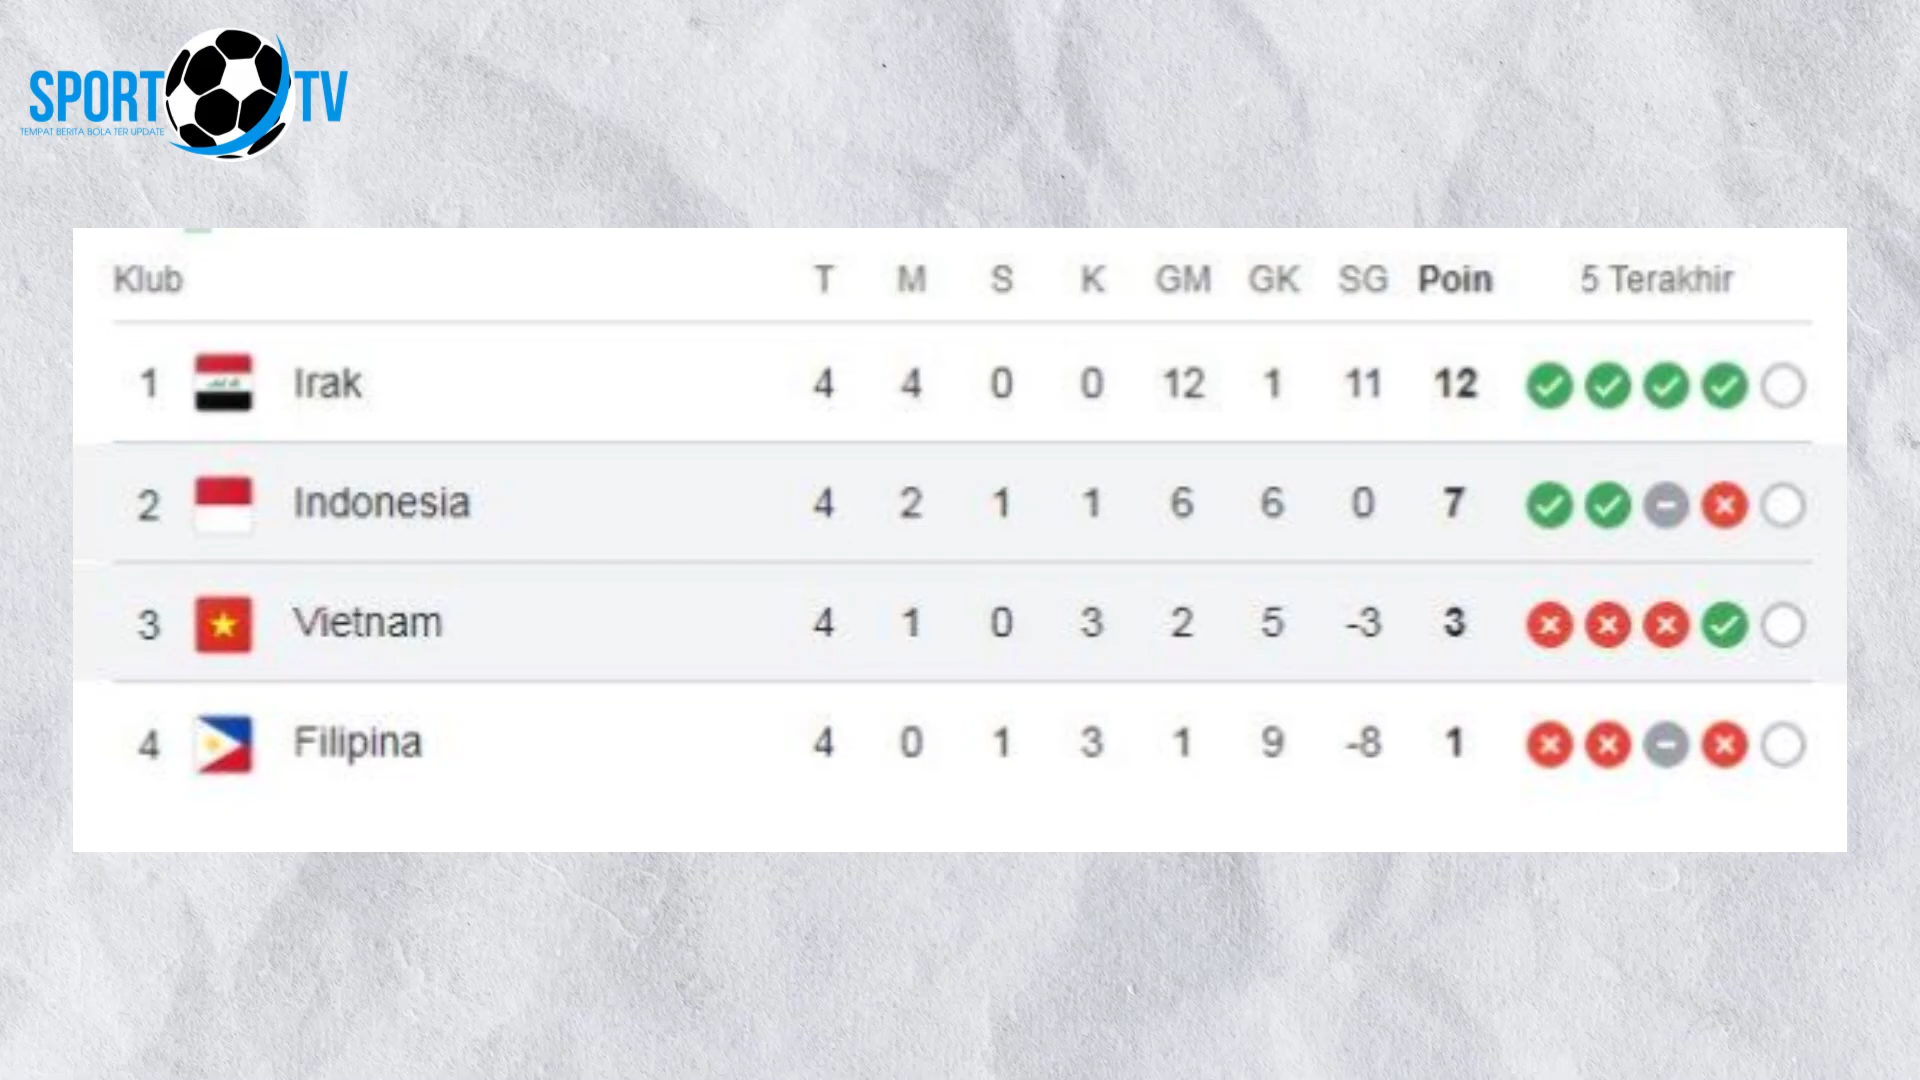 SPORT TV
TEMPAT BERITA BOLA TER UPDATE
Klub T M S K GM GK SG Poin 5 Terakhir
1 Irak 4 4 0 0 12 1 11 12
2 Indonesia 4 2 1 1 6 6 0 7
3 Vietnam 4 1 0 3 2 5 -3 3
4 Filipina 4 0 1 3 1 9 -8 1